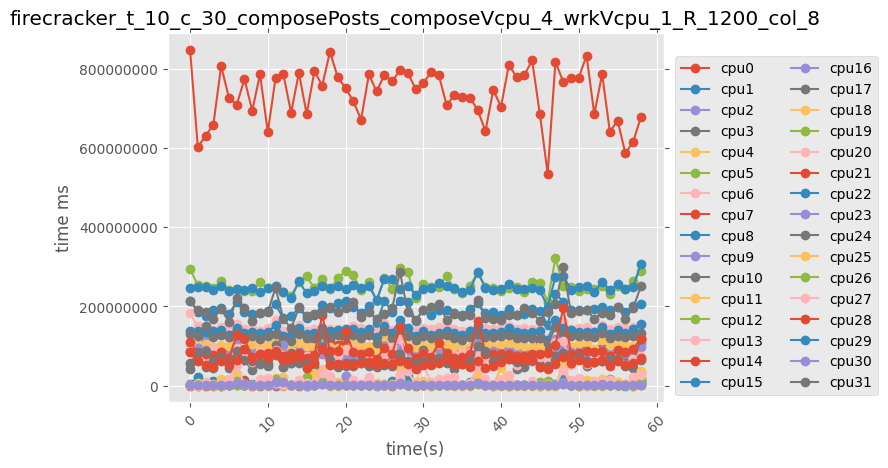 firecracker_t_10_c_30_composePosts_composeVcpu_4_wrkVcpu_1_R_1200_col_8
time ms
800000000
600000000
400000000
200000000
0
0
10
20
30
40
50
60
time(s)
cpu0
cpu1
cpu2
cpu3
cpu4
cpu5
cpu6
cpu7
cpu8
cpu9
cpu10
cpu11
cpu12
cpu13
cpu14
cpu15
cpu16
cpu17
cpu18
cpu19
cpu20
cpu21
cpu22
cpu23
cpu24
cpu25
cpu26
cpu27
cpu28
cpu29
cpu30
cpu31